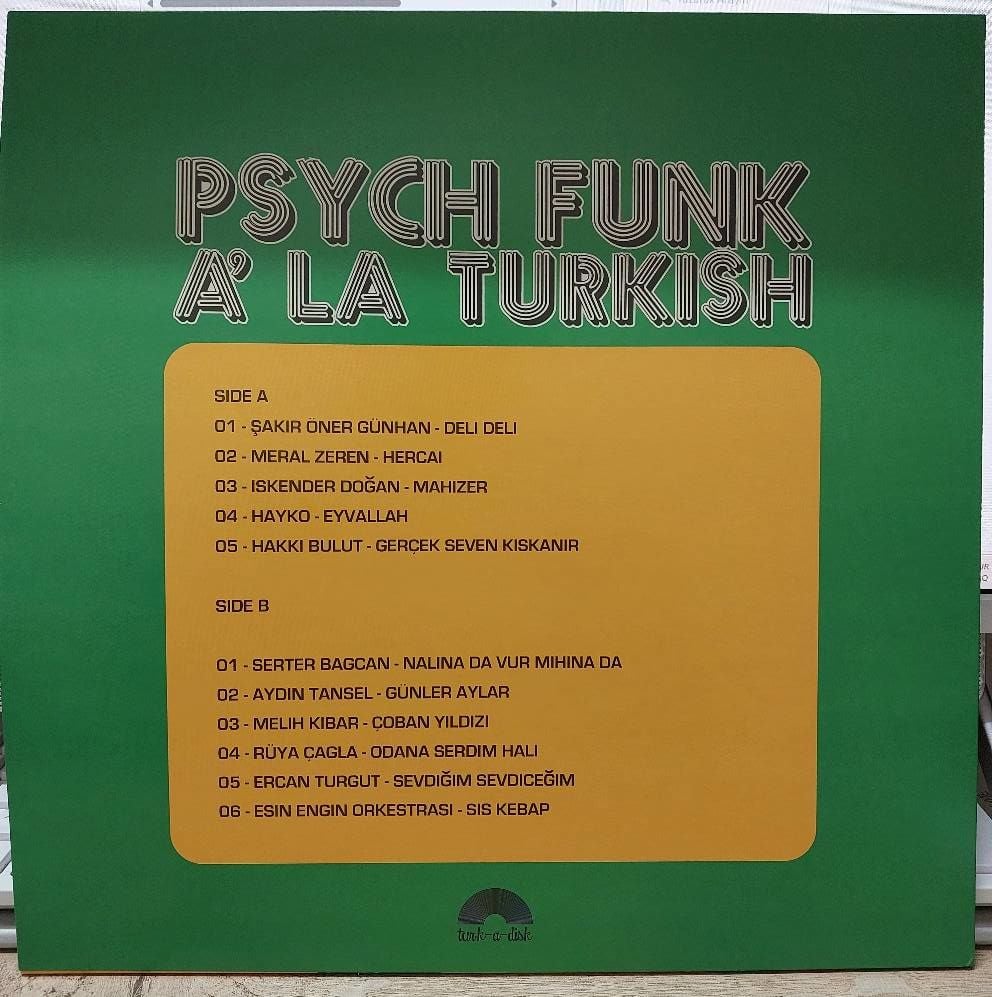 PSYCH FUNK
A' LA TURKISH
SIDE A
01 - ŞAKIR ÖNER GÜNHAN - DELI DELI
02 - MERAL ZEREN - HERCAI
03 - ISKENDER DOĞAN - MAHIZER
04 - HAYKO - EYVALLAH
05 - HAKKI BULUT - GERÇEK SEVEN KISKANIR
SIDE B
01 - SERTER BAGCAN - NALINA DA VUR MIHINA DA
02 - AYDIN TANSEL - GÜNLER AYLAR
03 - MELIH KIBAR - ÇOBAN YILDIZI
04 - RÜYA ÇAGLA - ODANA SERDIM HALI
05 - ERCAN TURGUT - SEVDIĞIM SEVDICEĞIM
06 - ESIN ENGIN ORKESTRASI - SIS KEBAP
turk-a-disk